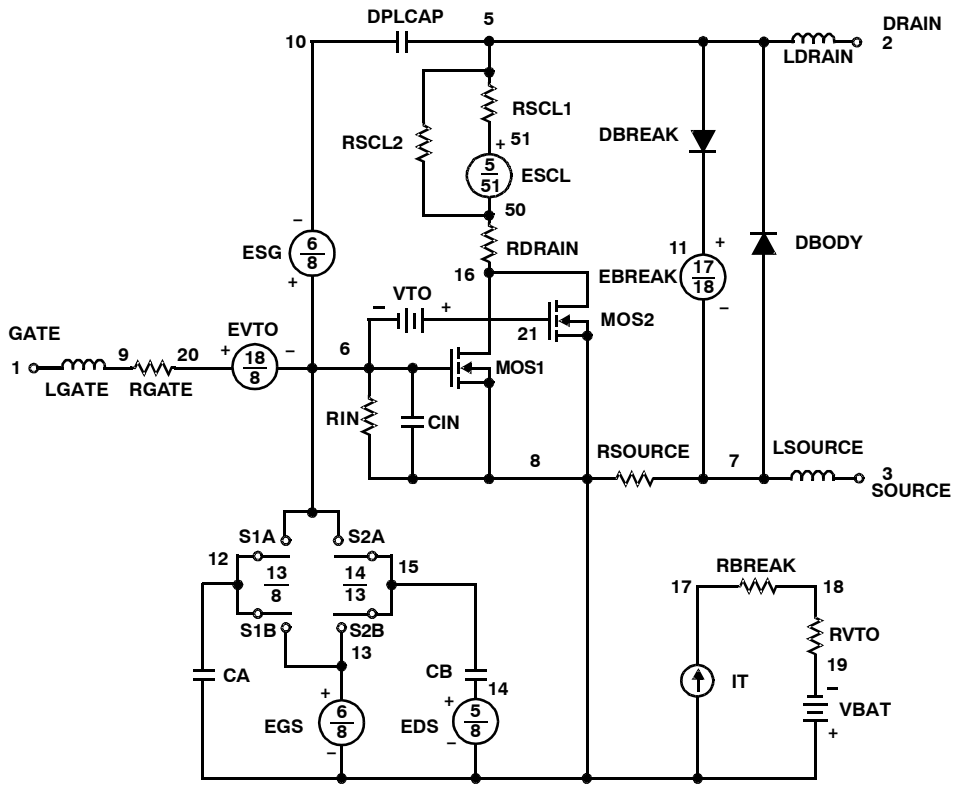 DPLCAP
5
DRAIN
10
2
LDRAIN
RSCL1
DBREAK
RSCL2
+ 51
5
51
ESCL
50
−
RDRAIN
DBODY
ESG
6
8
11
+
+
16
EBREAK
17
18
VTO
−
+
−
MOS2
GATE
21
EVTO
1
9
20
+
18
8
−
6
MOS1
LGATE
RGATE
RIN
CIN
RSOURCE
LSOURCE
8
7
3
SOURCE
S1A
S2A
12
13
8
14
13
15
RBREAK
17
18
S1B
S2B
13
RVTO
CA
CB
19
IT
−
+
+
14
VBAT
EGS
6
8
EDS
5
8
+
−
−